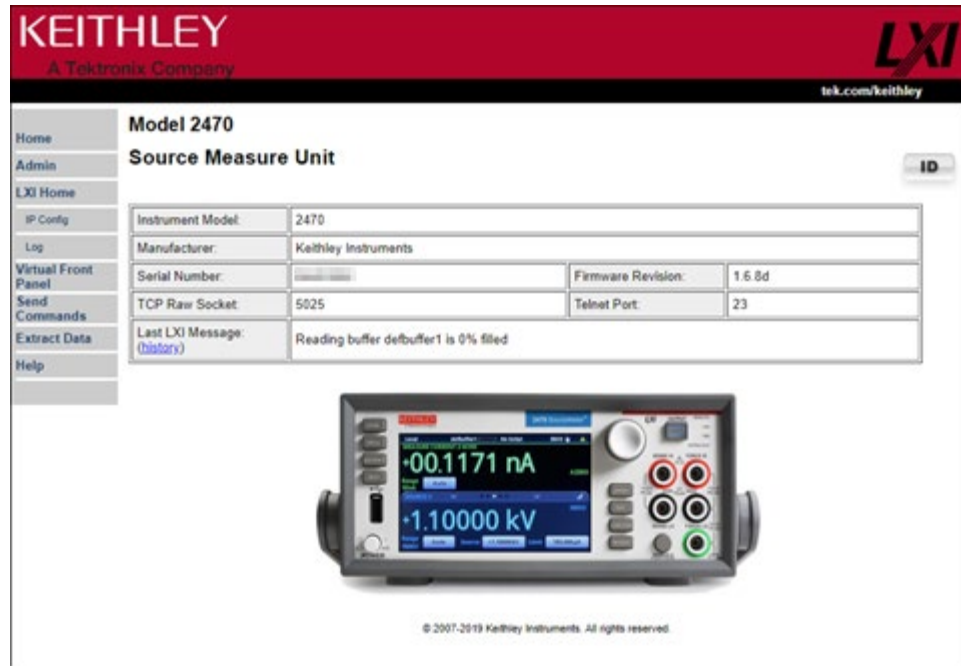 KEITHLEY
A Tektronix Company
LXI
tek.com/keithley
Home
Admin
LXI Home
IP Config
Log
Virtual Front
Panel
Send
Commands
Extract Data
Help
Model 2470
Source Measure Unit
ID
Instrument Model: 2470
Manufacturer: Keithley Instruments
Serial Number: Firmware Revision: 1.6.8d
TCP Raw Socket: 5025 Telnet Port: 23
Last LXI Message:
(history) Reading buffer defbuffer1 is 0% filled
KEITHLEY
+00.1171 nA
+1.10000 kV
POWER
© 2007-2019 Keithley Instruments. All rights reserved.